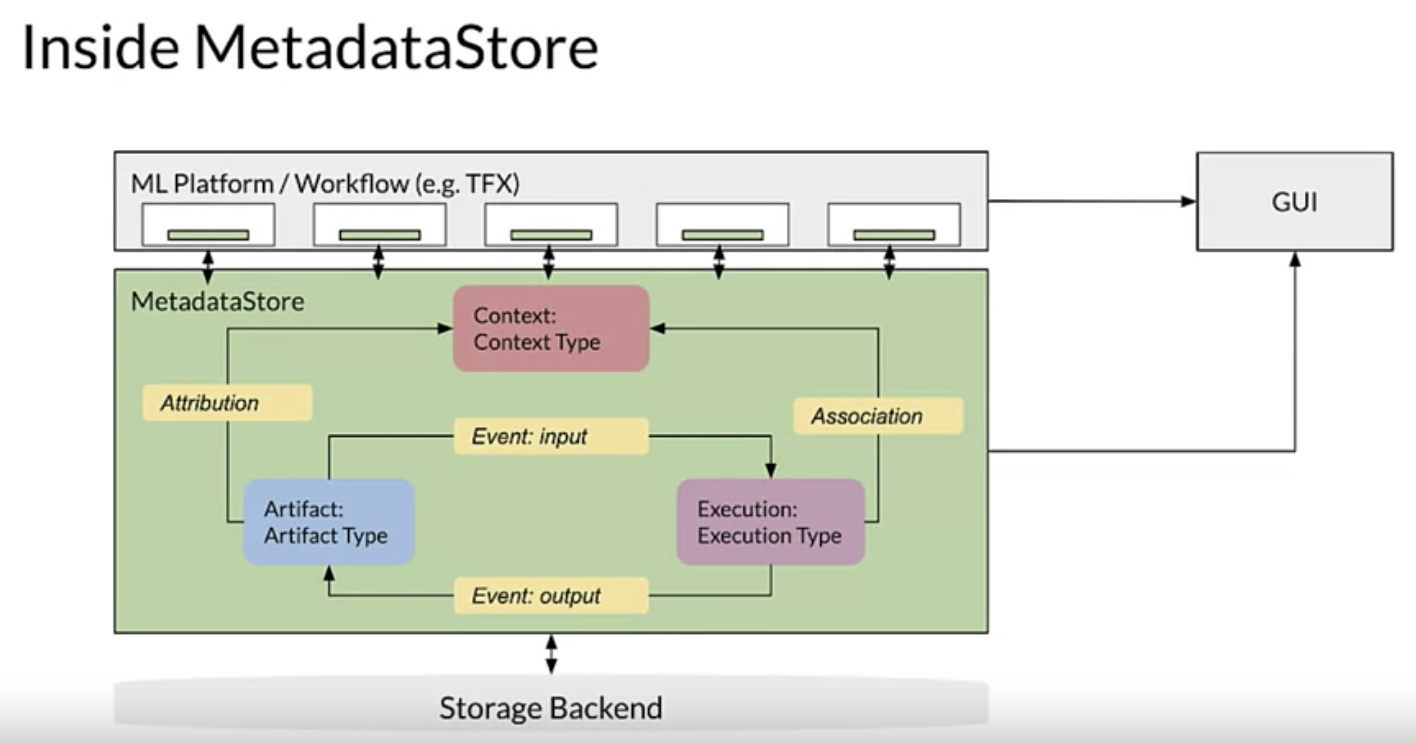 Inside MetadataStore
ML Platform / Workflow (e.g. TFX)
GUI
MetadataStore
Context:
Context Type
Attribution
Association
Event: input
Artifact:
Artifact Type
Execution:
Execution Type
Event: output
Storage Backend